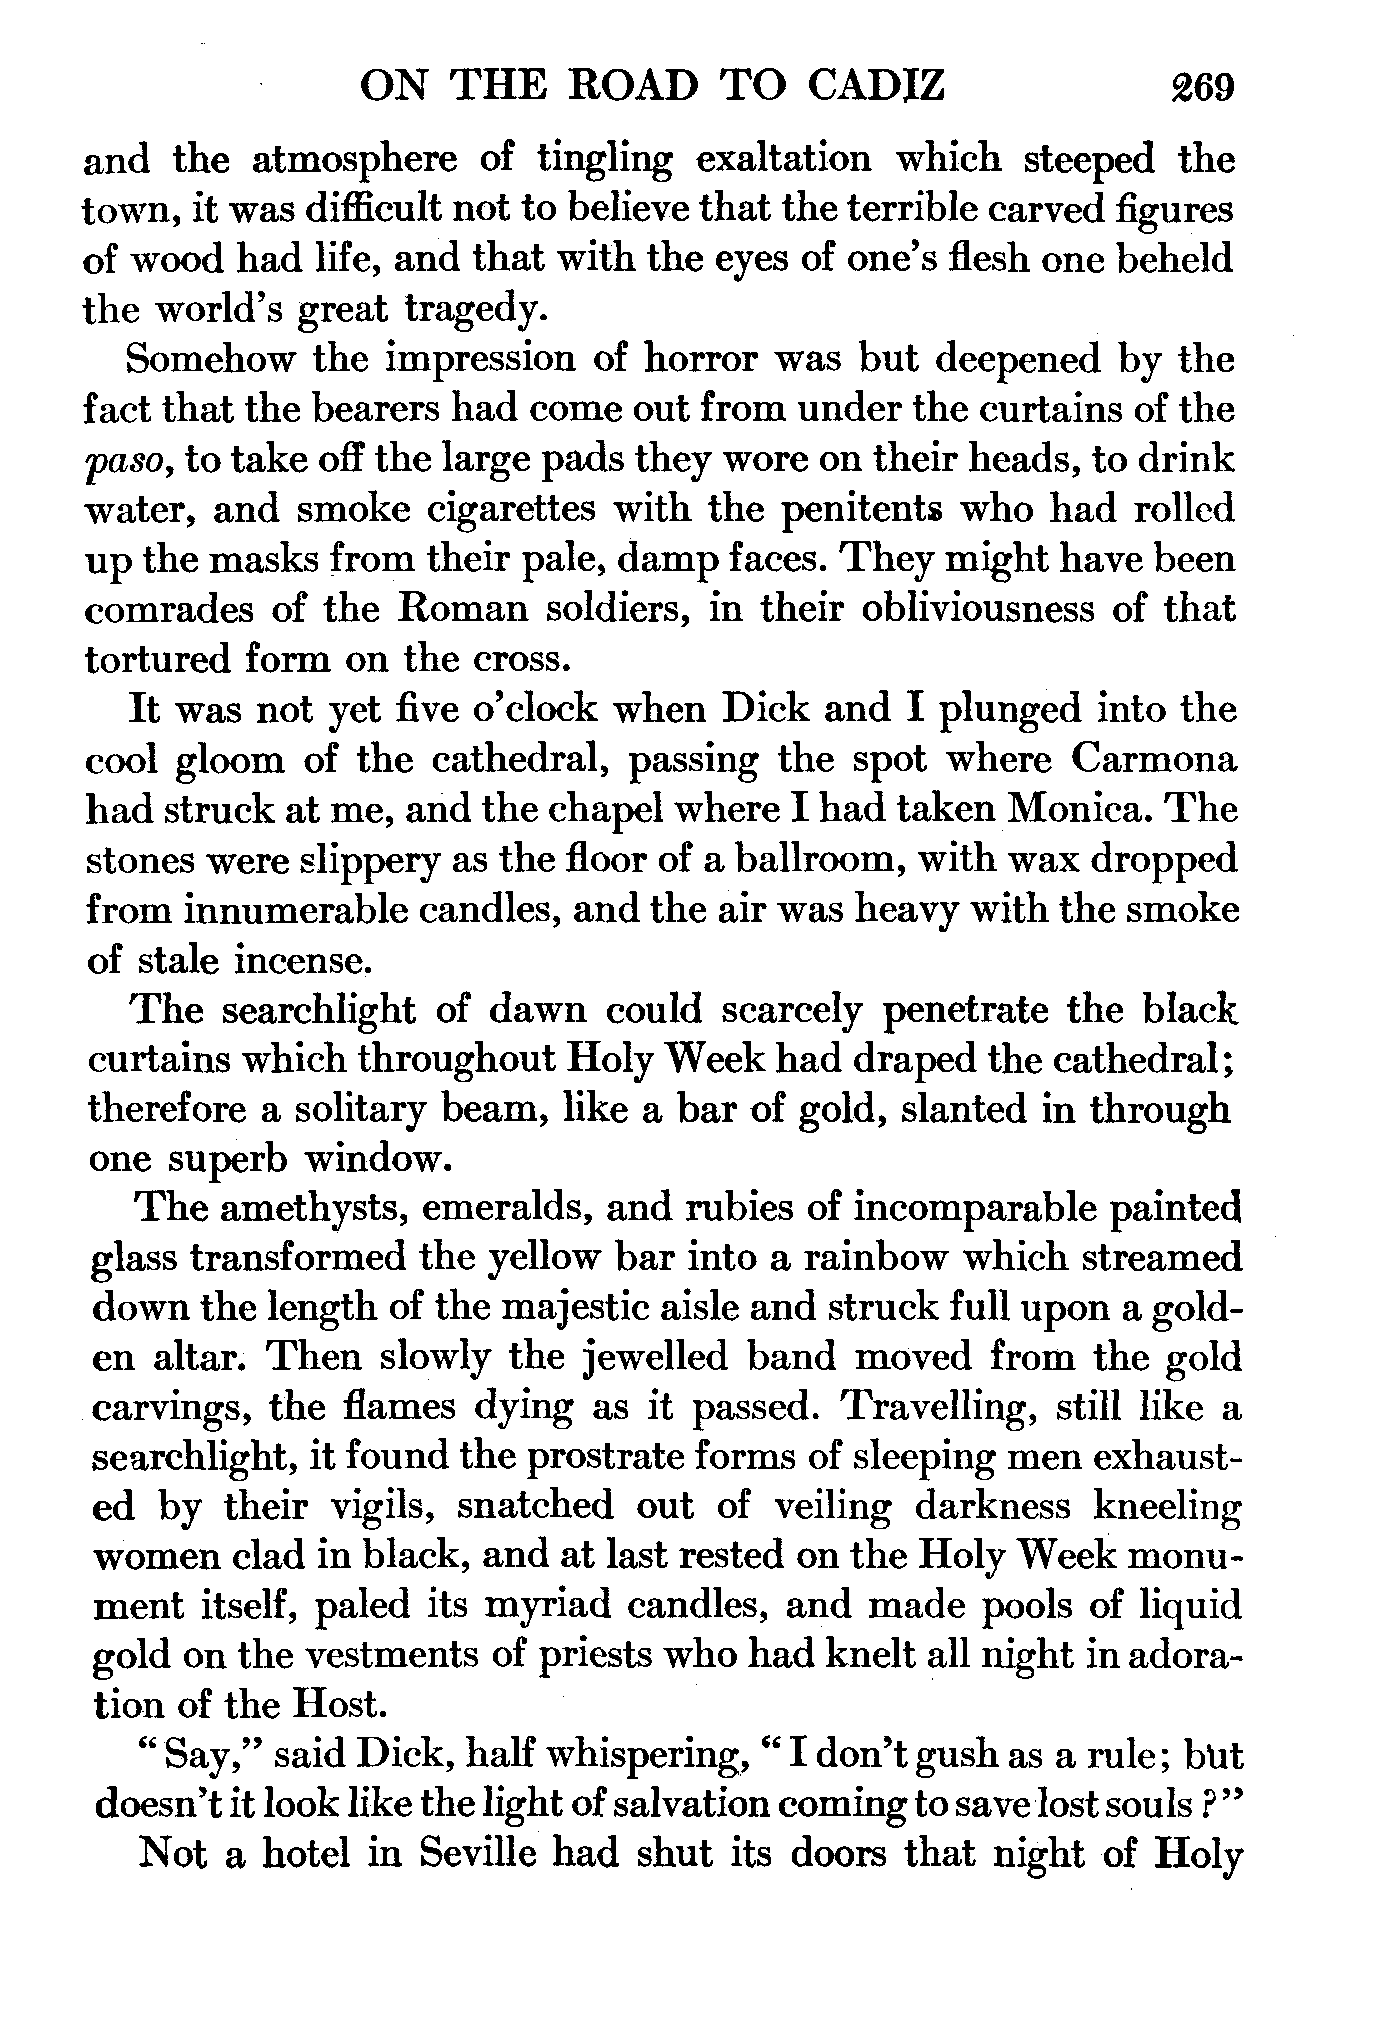 ON THE ROAD TO CADIZ 269
and the atmosphere of tingling exaltation which steeped the
town, it was difficult not to believe that the terrible carved figures
of wood had life, and that with the eyes of one's flesh one beheld
the world's great tragedy.
Somehow the impression of horror was but deepened by the
fact that the bearers had come out from under the curtains of the
paso, to take off the large pads they wore on their heads, to drink
water, and smoke cigarettes with the penitents who had rolled
up the masks from their pale, damp faces. They might have been
comrades of the Roman soldiers, in their obliviousness of that
tortured form on the cross.
It was not yet five o'clock when Dick and I plunged into the
cool gloom of the cathedral, passing the spot where Carmona
had struck at me, and the chapel where I had taken Monica. The
stones were slippery as the floor of a ballroom, with wax dropped
from innumerable candles, and the air was heavy with the smoke
of stale incense.
The searchlight of dawn could scarcely penetrate the black
curtains which throughout Holy Week had draped the cathedral;
therefore a solitary beam, like a bar of gold, slanted in through
one superb window.
The amethysts, emeralds, and rubies of incomparable painted
glass transformed the yellow bar into a rainbow which streamed
down the length of the majestic aisle and struck full upon a gold-
en altar. Then slowly the jewelled band moved from the gold
carvings, the flames dying as it passed. Travelling, still like a
searchlight, it found the prostrate forms of sleeping men exhaust-
ed by their vigils, snatched out of veiling darkness kneeling
women clad in black, and at last rested on the Holy Week monu-
ment itself, paled its myriad candles, and made pools of liquid
gold on the vestments of priests who had knelt all night in adora-
tion of the Host.
"Say," said Dick, half whispering, "I don't gush as a rule; but
doesn't it look like the light of salvation coming to save lost souls?"
Not a hotel in Seville had shut its doors that night of Holy